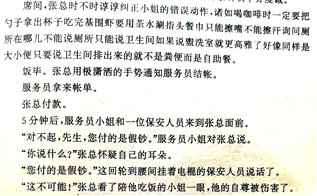 席间,张总时不时谆谆纠正小姐的错误动作,诸如喝咖啡时一定要把
勺子拿出杯子吃完基围虾要用茶水涮指头餐巾只能擦嘴不能擦汗询问厕
所在哪儿不能说厕所只能说卫生间如果说盥洗室就更高雅了好像同样是
大小便只要说卫生间排出来的就不是粪便而是自助餐。
饭毕。张总用极潇洒的手势通知服务员结帐。
服务员拿来帐单。
张总付款。
5分钟后,服务员小姐和一位保安人员来到张总面前。
“对不起,先生,您付的是假钞。”服务员小姐对张总说。
“你说什么?”张总怀疑自己的耳朵。
“您付的是假钞。”这回轮到腰间挂着电棍的保安人员说话了。
“这不可能!”张总看了陪他吃饭的小姐一眼,他的自尊被伤害了。